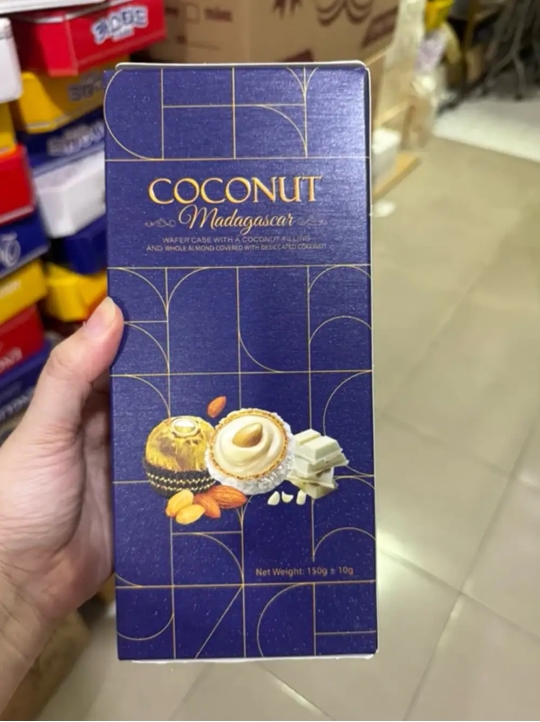 COCONUT
Madagascar
WAFER CASE WITH A COCONUT FILLING
AND WHOLE ALMOND COVERED WITH DESICCATED COCONUT
Net Weight: 150g ± 10g